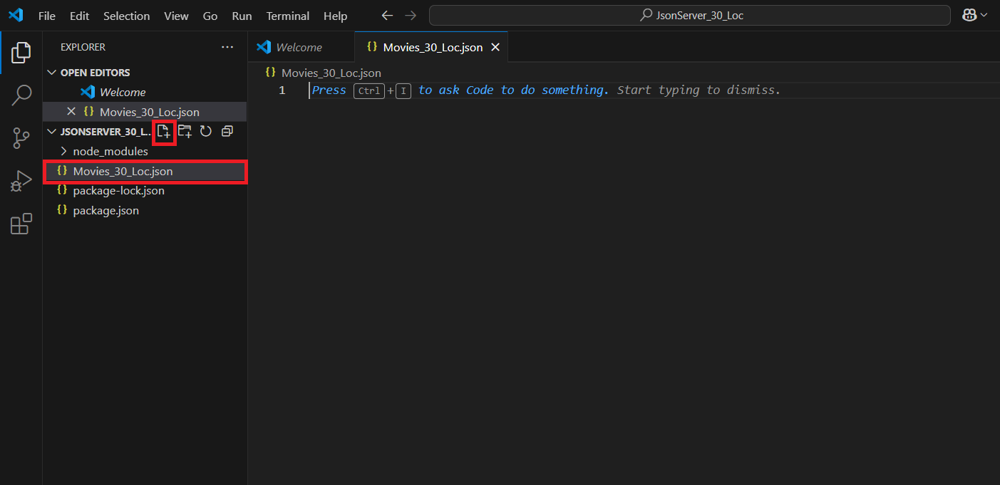 File Edit Selection View Go Run Terminal Help JsonServer_30_Loc
EXPLORER
OPEN EDITORS
Welcome
Movies_30_Loc.json
JSONSERVER_30_L...
node_modules
Movies_30_Loc.json
package-lock.json
package.json
Welcome Movies_30_Loc.json
Movies_30_Loc.json
1 Press Ctrl+I to ask Code to do something. Start typing to dismiss.